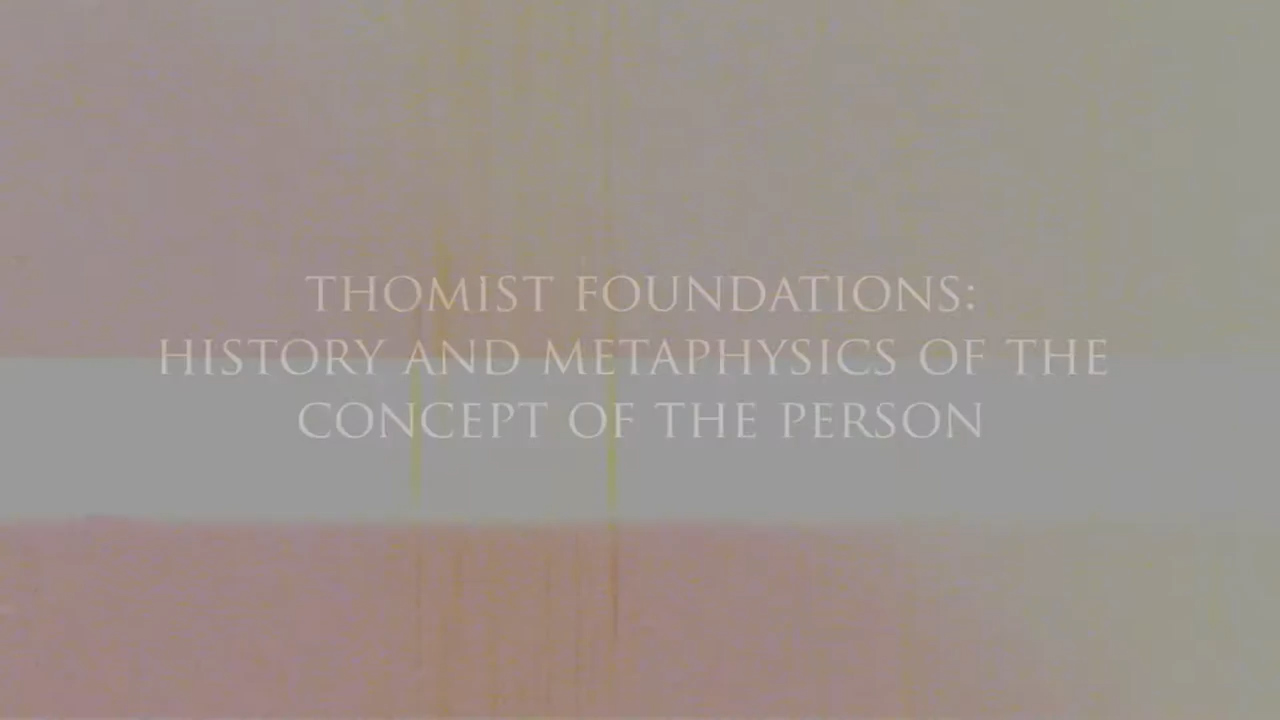 THOMIST FOUNDATIONS:
HISTORY AND METAPHYSICS OF THE
CONCEPT OF THE PERSON